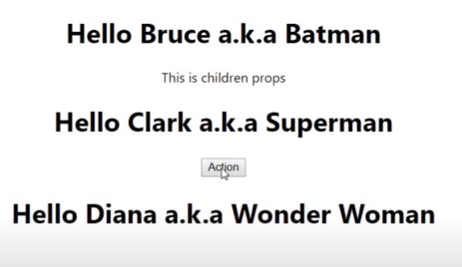 Hello Bruce a.k.a Batman
This is children props
Hello Clark a.k.a Superman
Action
Hello Diana a.k.a Wonder Woman